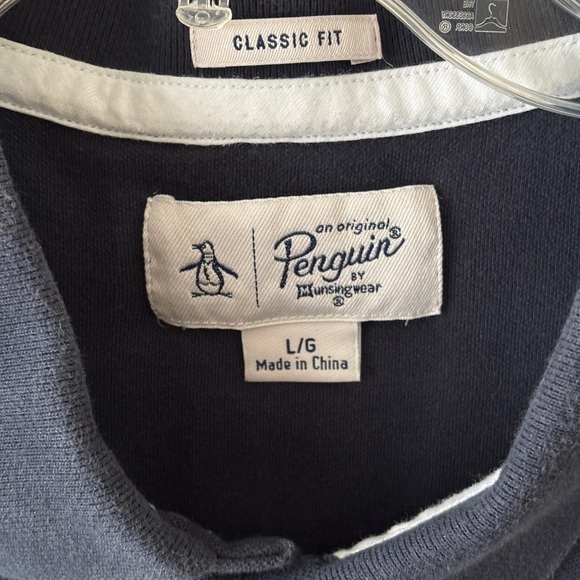 CLASSIC FIT
an original®
Penguin®
BY
Munsingwear
®
L/G
Made in China